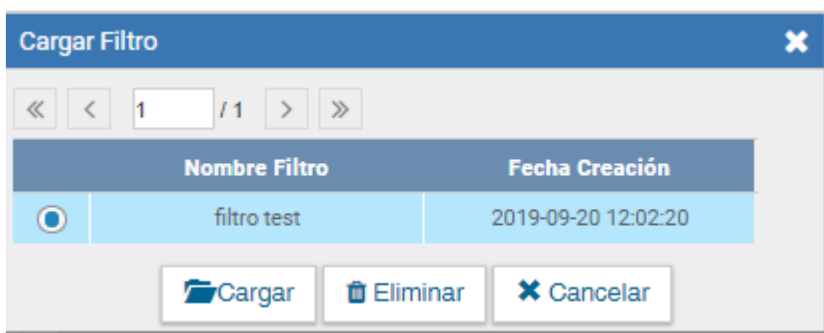 Cargar Filtro
1 / 1
Nombre Filtro Fecha Creación
filtro test 2019-09-20 12:02:20
Cargar Eliminar Cancelar